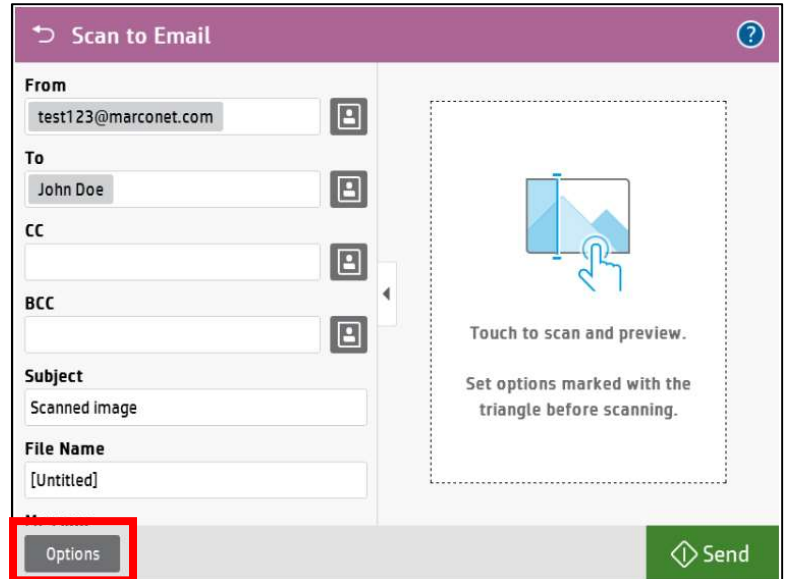 Scan to Email
?
From
test123@marconet.com
To
John Doe
CC
BCC
Subject
Scanned image
File Name
[Untitled]
Touch to scan and preview.
Set options marked with the
triangle before scanning.
Options
Send